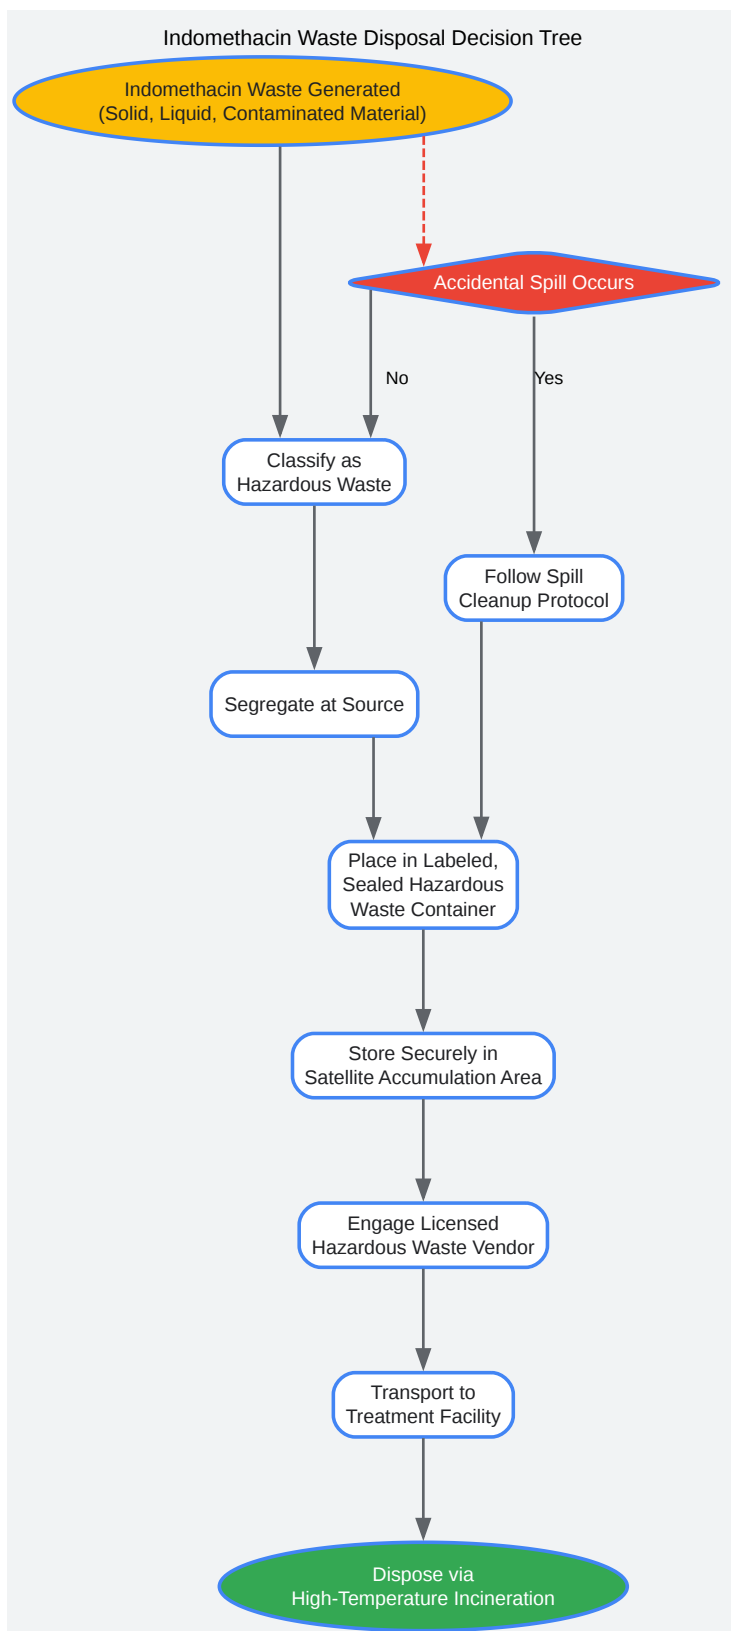 Indomethacin Waste Disposal Decision Tree
Indomethacin Waste Generated
(Solid, Liquid, Contaminated Material)
Accidental Spill Occurs
No
Yes
Classify as
Hazardous Waste
Follow Spill
Cleanup Protocol
Segregate at Source
Place in Labeled,
Sealed Hazardous
Waste Container
Store Securely in
Satellite Accumulation Area
Engage Licensed
Hazardous Waste Vendor
Transport to
Treatment Facility
Dispose via
High-Temperature Incineration